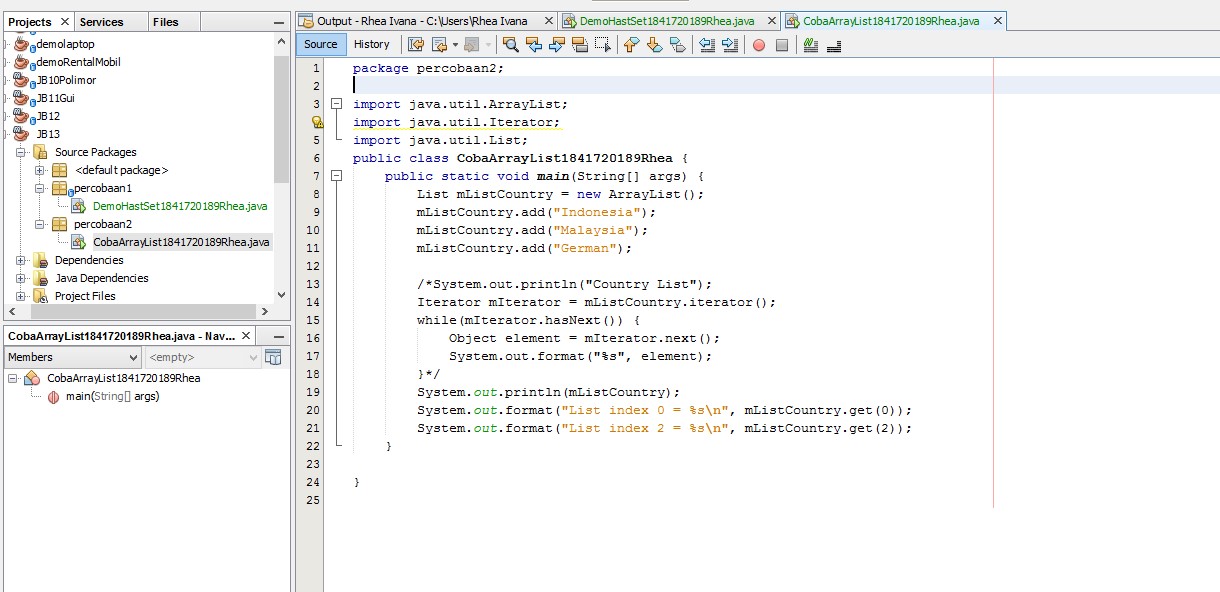 Projects Services Files
demolaptop
demoRentalMobil
JB10Polimor
JB11Gui
JB12
JB13
Source Packages
<default package>
percobaan1
DemoHastSet1841720189Rhea.java
percobaan2
CobaArrayList1841720189Rhea.java
Dependencies
Java Dependencies
Project Files
CobaArrayList1841720189Rhea.java - Nav...
Members <empty>
CobaArrayList1841720189Rhea
main(String[] args)
Output - Rhea Ivana - C:\Users\Rhea Ivana DemoHastSet1841720189Rhea.java CobaArrayList1841720189Rhea.java
Source History
1 package percobaan2;
2
3 import java.util.ArrayList;
import java.util.Iterator;
5 import java.util.List;
6 public class CobaArrayList1841720189Rhea {
7     public static void main(String[] args) {
8         List mListCountry = new ArrayList();
9         mListCountry.add("Indonesia");
10         mListCountry.add("Malaysia");
11         mListCountry.add("German");
12
13         /*System.out.println("Country List");
14         Iterator mIterator = mListCountry.iterator();
15         while(mIterator.hasNext()) {
16             Object element = mIterator.next();
17             System.out.format("%s", element);
18         }*/
19         System.out.println(mListCountry);
20         System.out.format("List index 0 = %s\n", mListCountry.get(0));
21         System.out.format("List index 2 = %s\n", mListCountry.get(2));
22     }
23
24 }
25